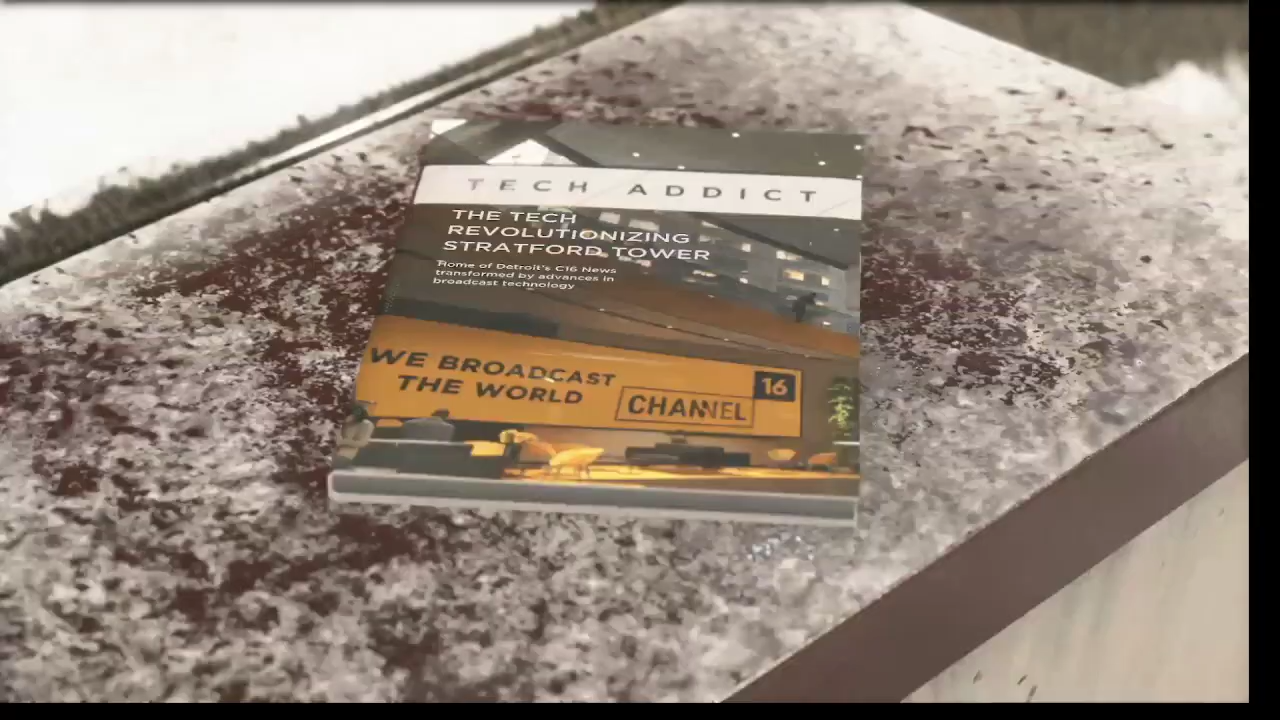 TECH ADDICT
THE TECH
REVOLUTIONIZING
STRATFORD TOWER
Home of Detroit's C16 News
transformed by advances in
broadcast technology
WE BROADCAST
THE WORLD
16
CHANNEL